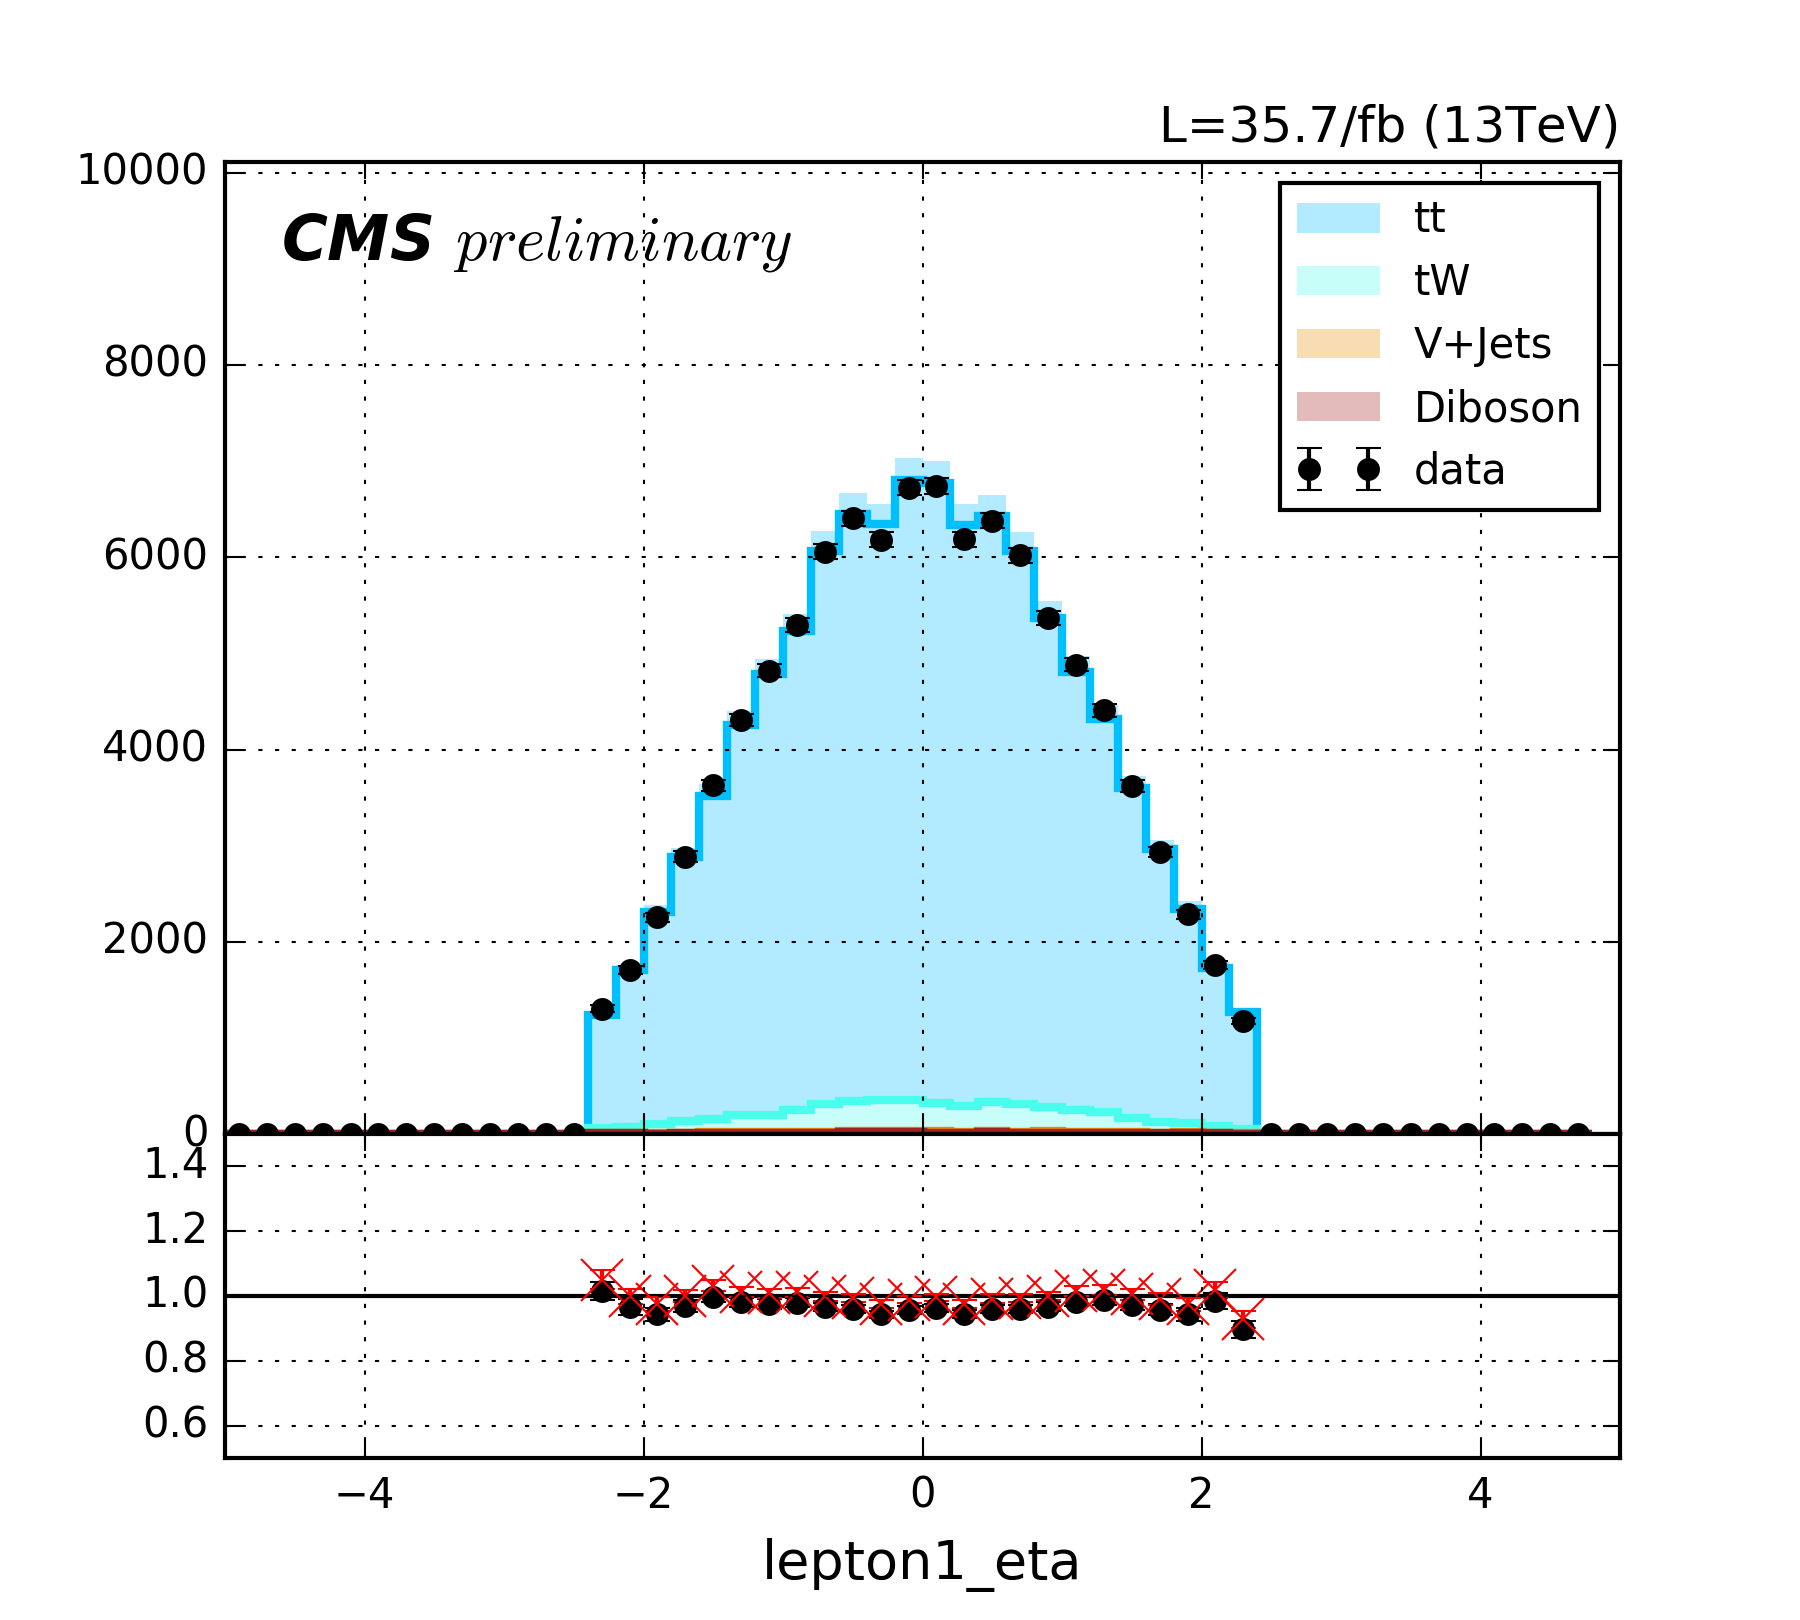 L=35.7/fb (13TeV)
CMS preliminary
tt
tW
V+Jets
Diboson
data
10000
8000
6000
4000
2000
0
1.4
1.2
1.0
0.8
0.6
−4 −2 0 2 4
lepton1_eta